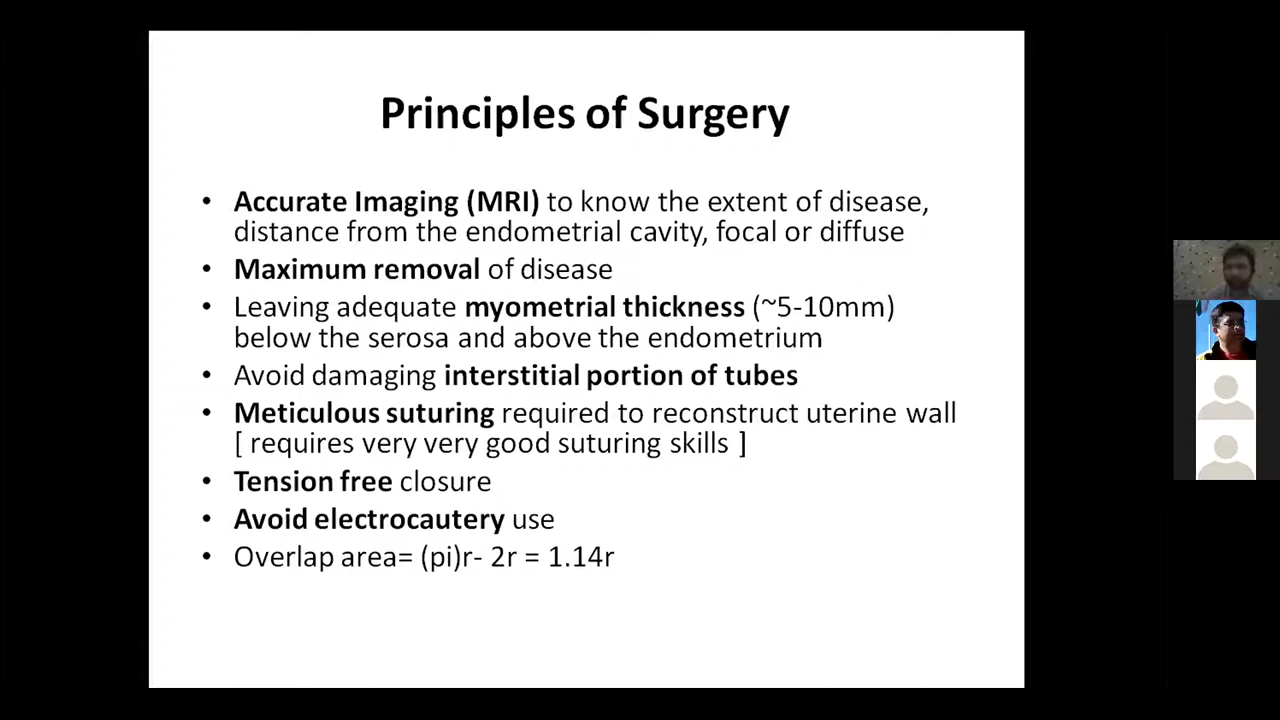 Principles of Surgery
• Accurate Imaging (MRI) to know the extent of disease,
distance from the endometrial cavity, focal or diffuse
• Maximum removal of disease
• Leaving adequate myometrial thickness (~5-10mm)
below the serosa and above the endometrium
• Avoid damaging interstitial portion of tubes
• Meticulous suturing required to reconstruct uterine wall
[ requires very very good suturing skills ]
• Tension free closure
• Avoid electrocautery use
• Overlap area= (pi)r- 2r = 1.14r